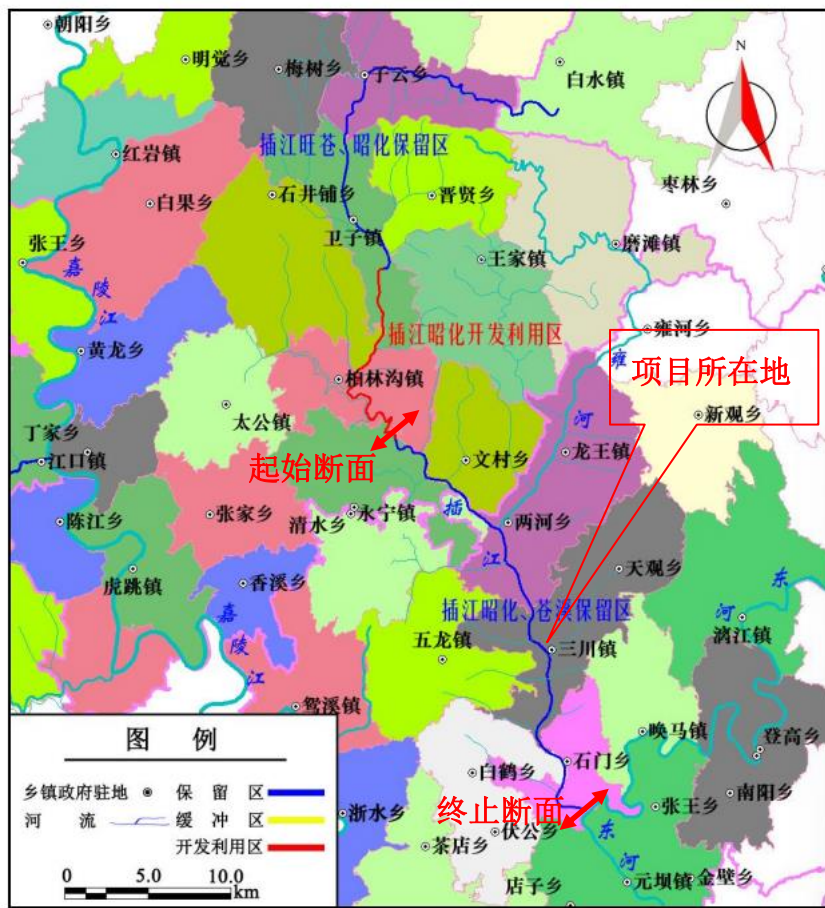 朝阳乡
明觉乡
梅树乡
子云乡
白水镇
N
红岩镇
插江旺苍、昭化保留区
白果乡
石井铺乡
晋贤乡
枣林乡
卫子镇
张王乡
王家镇
磨滩镇
嘉
陵
江
黄龙乡
插江昭化开发利用区
雍河乡
雍
河
项目所在地
柏林沟镇
太公镇
新观乡
丁家乡
江口镇
起始断面
文村乡
龙王镇
陈江乡
张家乡
清水乡
永宁镇
插
江
两河乡
虎跳镇
香溪乡
天观乡
东
河
嘉
陵
江
插江昭化、苍溪保留区
漓江镇
五龙镇
三川镇
鸳溪镇
唤马镇
登高乡
图 例
白鹤乡
石门乡
乡镇政府驻地
保 留 区
河 流
缓 冲 区
开发利用区
浙水乡
终止断面
张王乡
南阳乡
伏公乡
东
河
茶店乡
0 5.0 10.0
km
店子乡
元坝镇
金壁乡